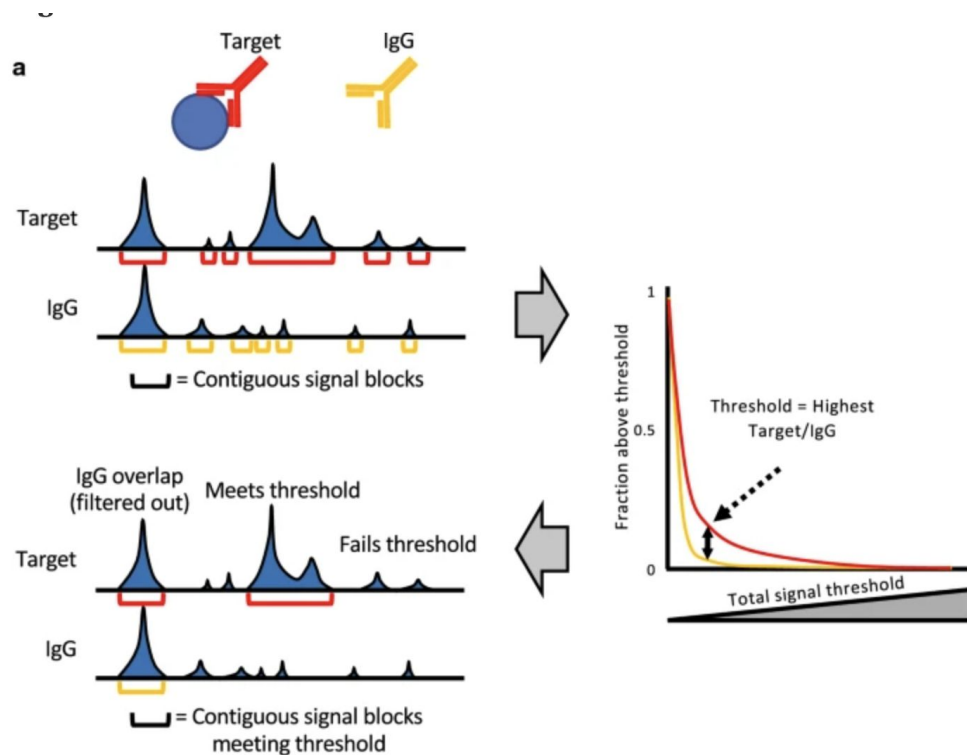 a
Target
IgG
Target
IgG
= Contiguous signal blocks
1
0.5
0
Fraction above threshold
Threshold = Highest
Target/IgG
Total signal threshold
IgG overlap
(filtered out)
Meets threshold
Fails threshold
Target
IgG
= Contiguous signal blocks
meeting threshold